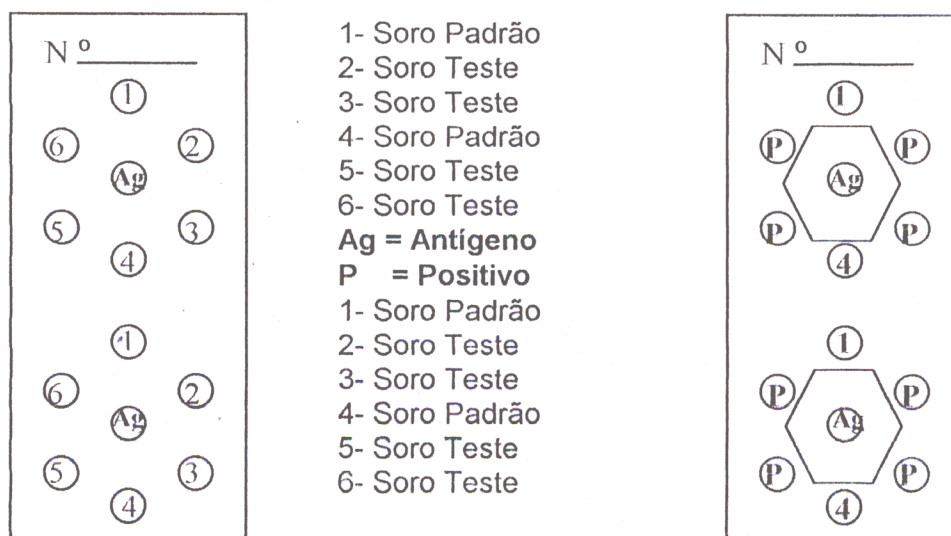 Nº
1
6
2
Ag
5
3
4
1
6
2
Ag
5
3
4
1- Soro Padrão
2- Soro Teste
3- Soro Teste
4- Soro Padrão
5- Soro Teste
6- Soro Teste
Ag = Antígeno
P = Positivo
1- Soro Padrão
2- Soro Teste
3- Soro Teste
4- Soro Padrão
5- Soro Teste
6- Soro Teste
Nº
1
P
P
Ag
P
P
4
1
P
P
Ag
P
P
4